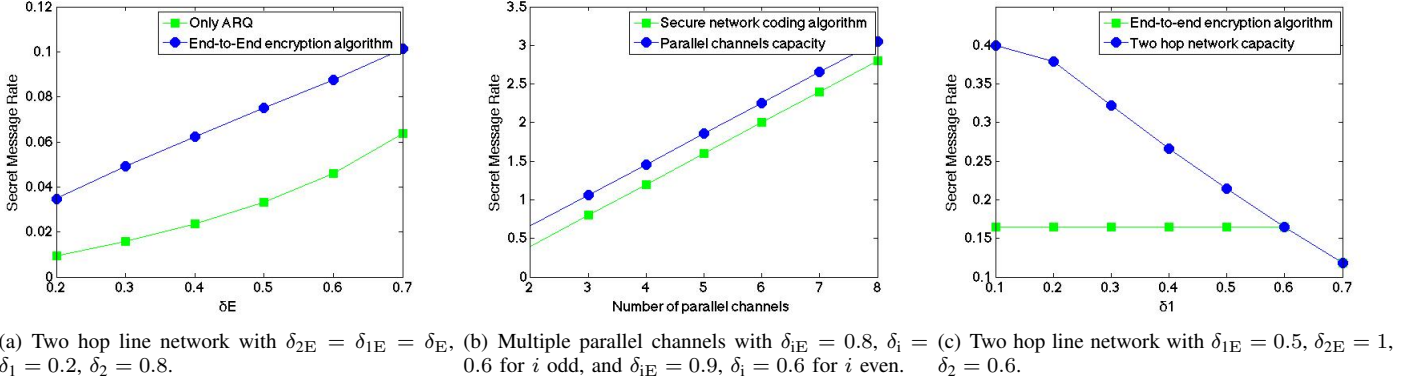 0.12
0.1
0.08
0.06
0.04
0.02
0
Secret Message Rate
Only ARQ
End-To-End encryption algorithm
0.2 0.3 0.4 0.5 0.6 0.7
δE
3.5
3
2.5
2
1.5
1
0.5
0
Secret Message Rate
Secure network coding algorithm
Parallel channels capacity
2 3 4 5 6 7 8
Number of parallel channels
0.4
0.35
0.3
0.25
0.2
0.15
0.1
Secret Message Rate
End-to-end encryption algorithm
Two hop network capacity
0.1 0.2 0.3 0.4 0.5 0.6 0.7
δ1
(a) Two hop line network with δ2E = δ1E = δE,
δ1 = 0.2, δ2 = 0.8.
(b) Multiple parallel channels with δiE = 0.8, δi =
0.6 for i odd, and δiE = 0.9, δi = 0.6 for i even.
(c) Two hop line network with δ1E = 0.5, δ2E = 1,
δ2 = 0.6.